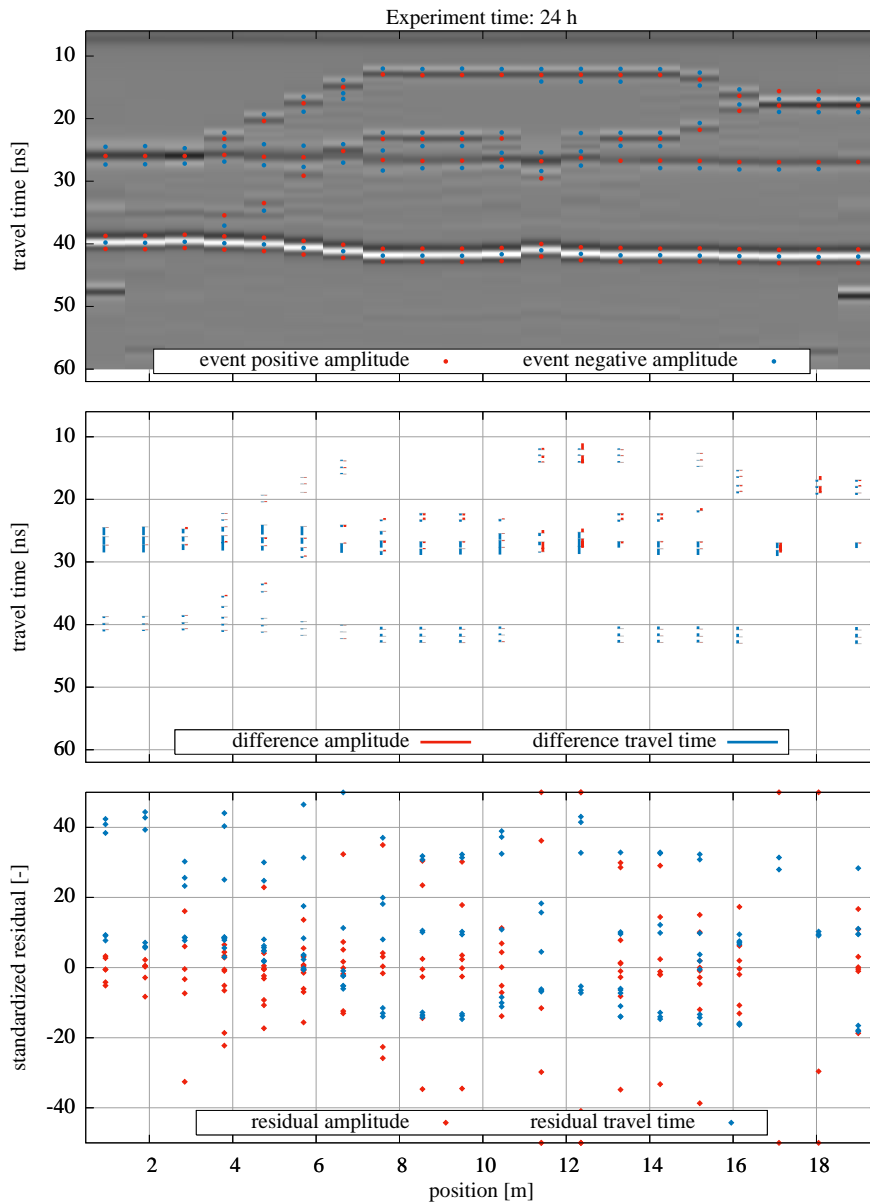 Experiment time: 24 h
10
20
30
40
50
60
travel time [ns]
event positive amplitude
event negative amplitude
10
20
30
40
50
60
travel time [ns]
difference amplitude
difference travel time
40
20
0
-20
-40
standardized residual [-]
residual amplitude
residual travel time
2 4 6 8 10 12 14 16 18
position [m]